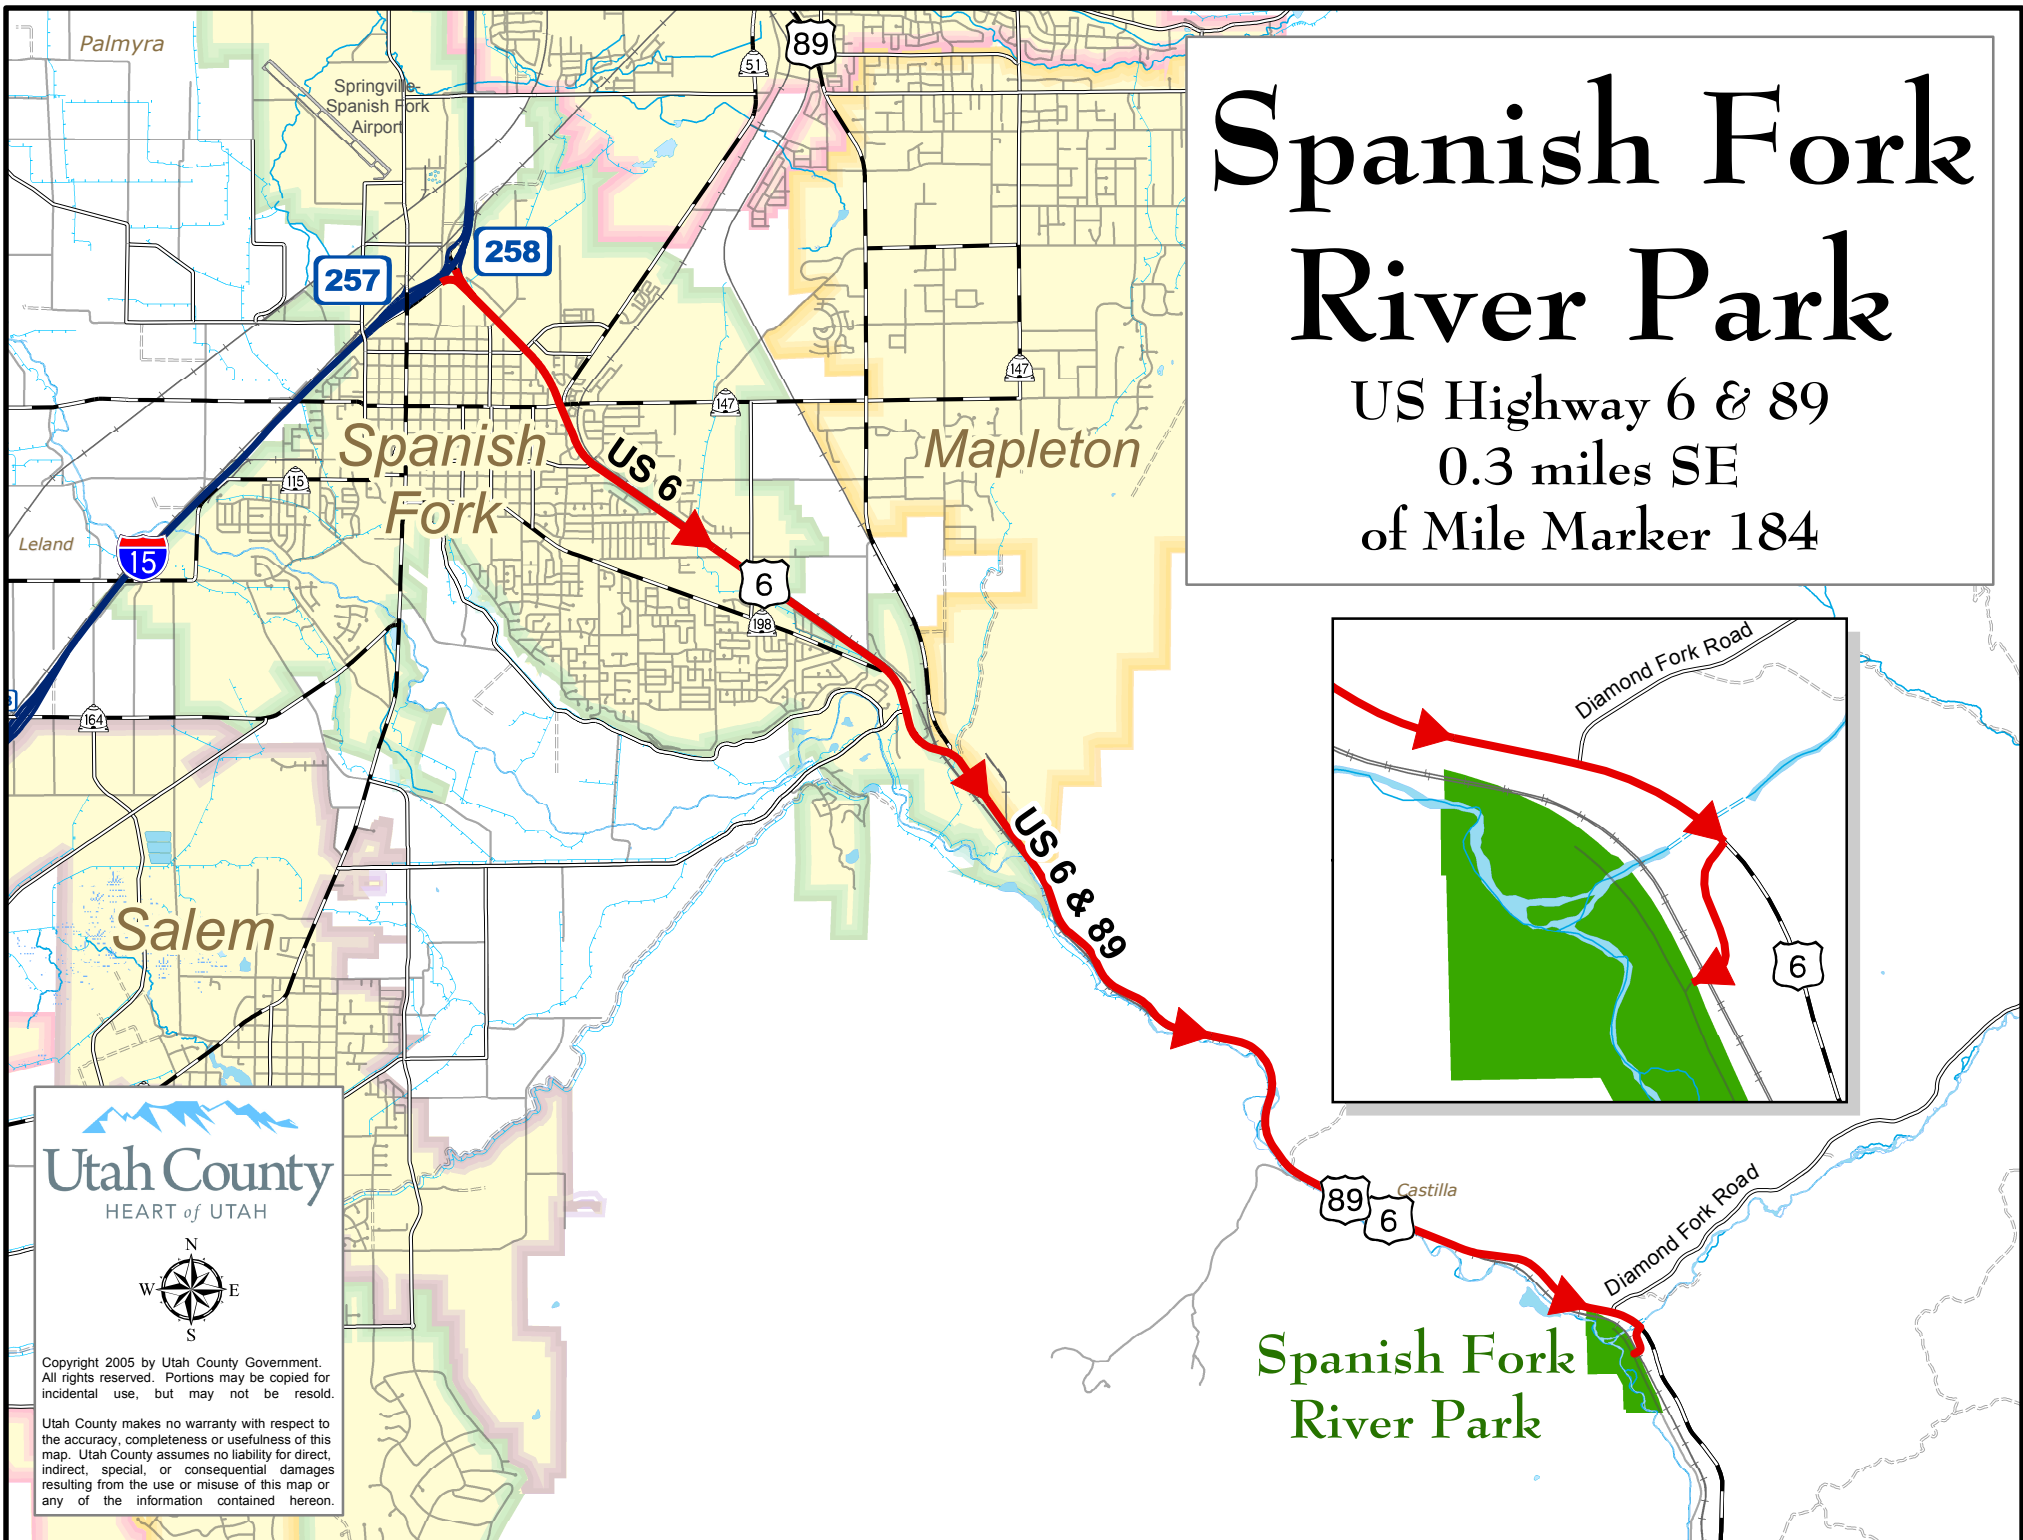 Spanish Fork
River Park
US Highway 6 & 89
0.3 miles SE
of Mile Marker 184
Palmyra
Springville-
Spanish Fork
Airport
89
51
258
257
147
147
Spanish
Fork
US 6
Mapleton
115
Leland
15
6
198
164
US 6 & 89
Salem
Diamond Fork Road
6
89
6
Castilla
Diamond Fork Road
Spanish Fork
River Park
Utah County
HEART of UTAH
N
W
E
S
Copyright 2005 by Utah County Government.
All rights reserved. Portions may be copied for
incidental use, but may not be resold.
Utah County makes no warranty with respect to
the accuracy, completeness or usefulness of this
map. Utah County assumes no liability for direct,
indirect, special, or consequential damages
resulting from the use or misuse of this map or
any of the information contained hereon.